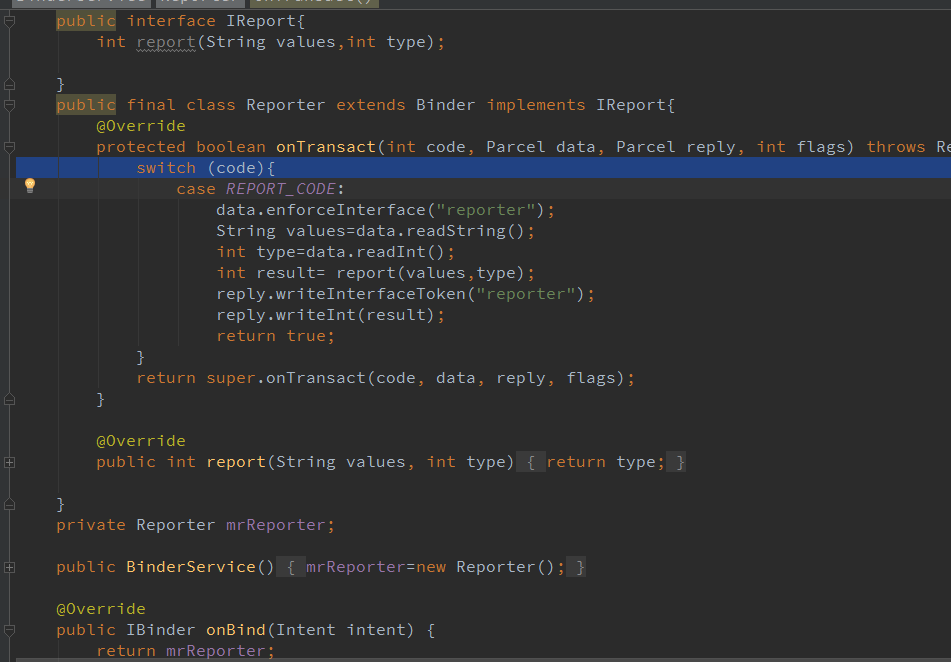 public interface IReport{
int report(String values,int type);
}
public final class Reporter extends Binder implements IReport{
@Override
protected boolean onTransact(int code, Parcel data, Parcel reply, int flags) throws
switch (code){
case REPORT_CODE:
data.enforceInterface("reporter");
String values=data.readString();
int type=data.readInt();
int result= report(values,type);
reply.writeInterfaceToken("reporter");
reply.writeInt(result);
return true;
}
return super.onTransact(code, data, reply, flags);
}
@Override
public int report(String values, int type) { return type; }
}
private Reporter mrReporter;
public BinderService() { mrReporter=new Reporter(); }
@Override
public IBinder onBind(Intent intent) {
return mrReporter;